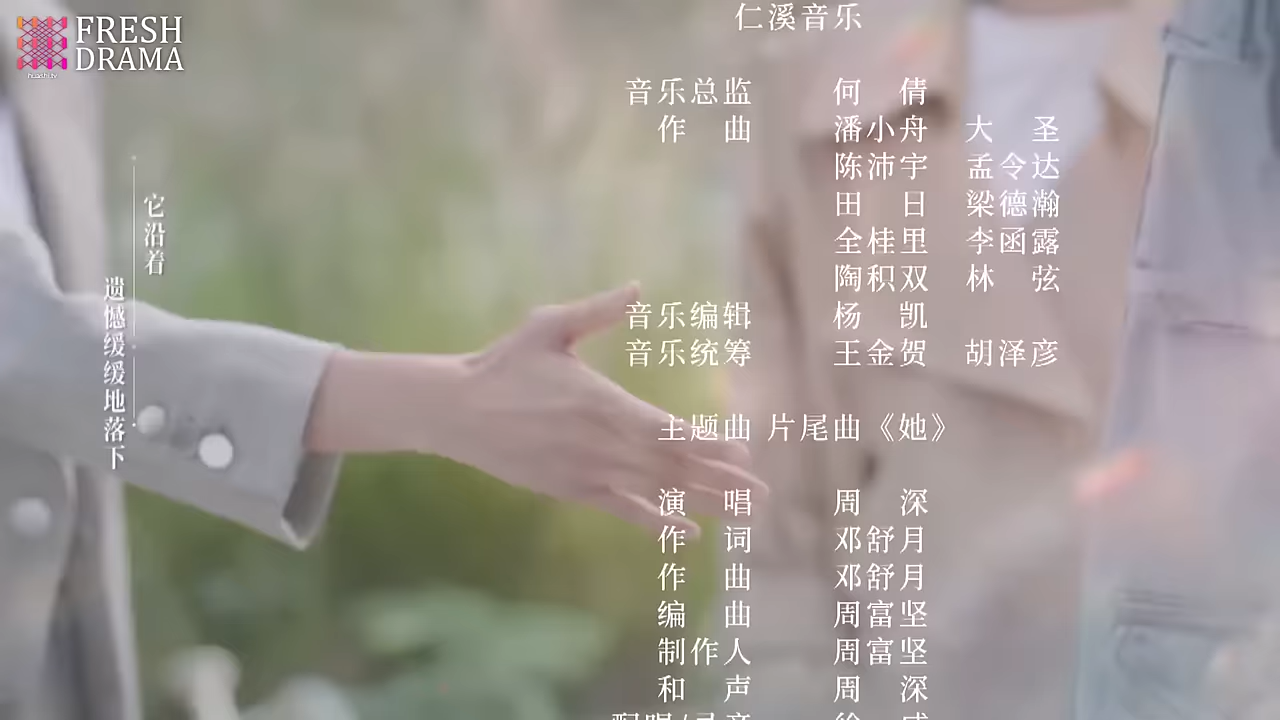 FRESH
DRAMA
huashi.tv
它沿着
遗憾缓缓地落下
仁溪音乐
音乐总监 何 倩
作 曲 潘小舟 大 圣
陈沛宇 孟令达
田 日 梁德瀚
全桂里 李函露
陶积双 林 弦
音乐编辑 杨 凯
音乐统筹 王金贺 胡泽彦
主题曲 片尾曲《她》
演 唱 周 深
作 词 邓舒月
作 曲 邓舒月
编 曲 周富坚
制作人 周富坚
和 声 周 深